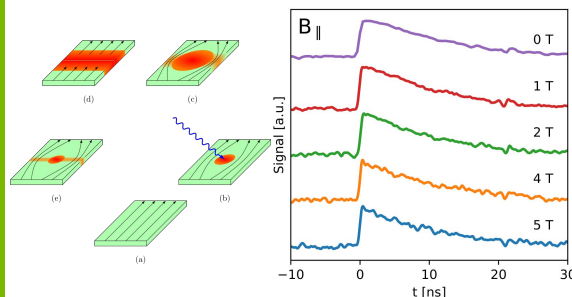 (d)
(c)
(e)
(b)
(a)
B∥
0 T
1 T
2 T
4 T
5 T
Signal [a.u.]
−10 0 10 20 30
t [ns]